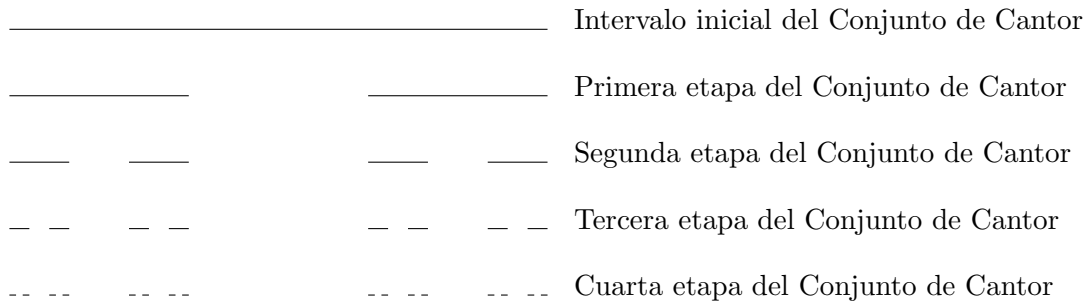 Intervalo inicial del Conjunto de Cantor
Primera etapa del Conjunto de Cantor
Segunda etapa del Conjunto de Cantor
Tercera etapa del Conjunto de Cantor
Cuarta etapa del Conjunto de Cantor